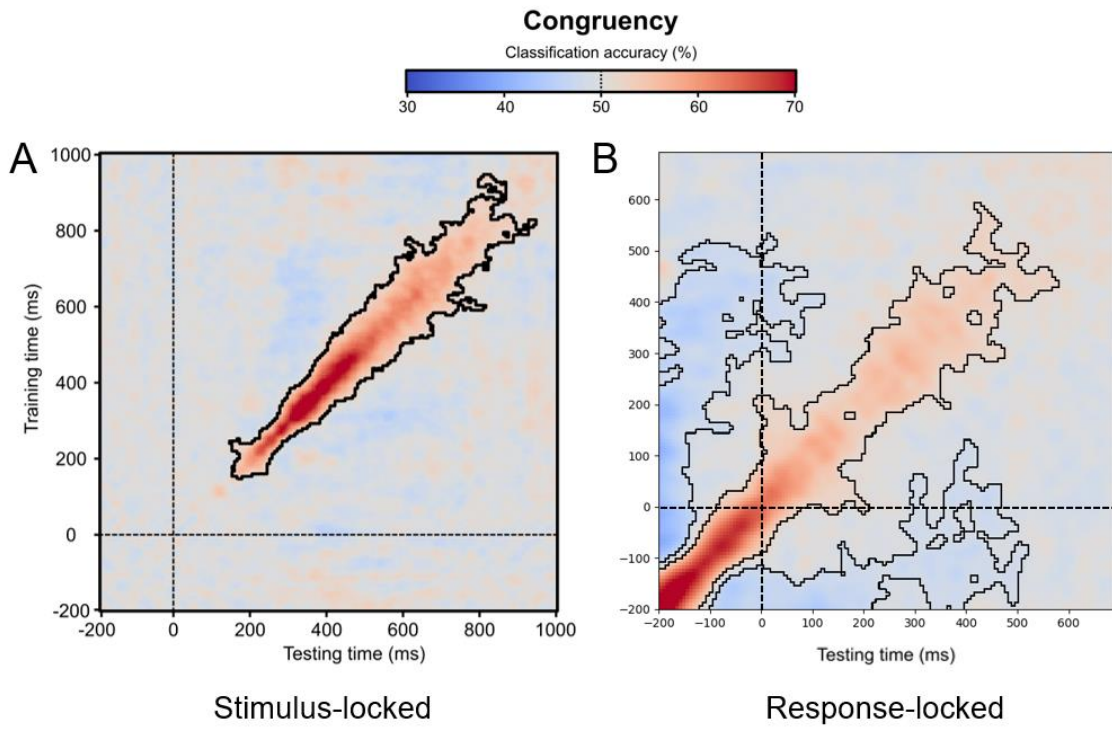 Congruency
Classification accuracy (%)
30 40 50 60 70
A
B
1000
800
600
400
200
0
-200
Training time (ms)
-200 0 200 400 600 800 1000
Testing time (ms)
600
500
400
300
200
100
0
−100
−200
−200 −100 0 100 200 300 400 500 600
Testing time (ms)
Stimulus-locked
Response-locked